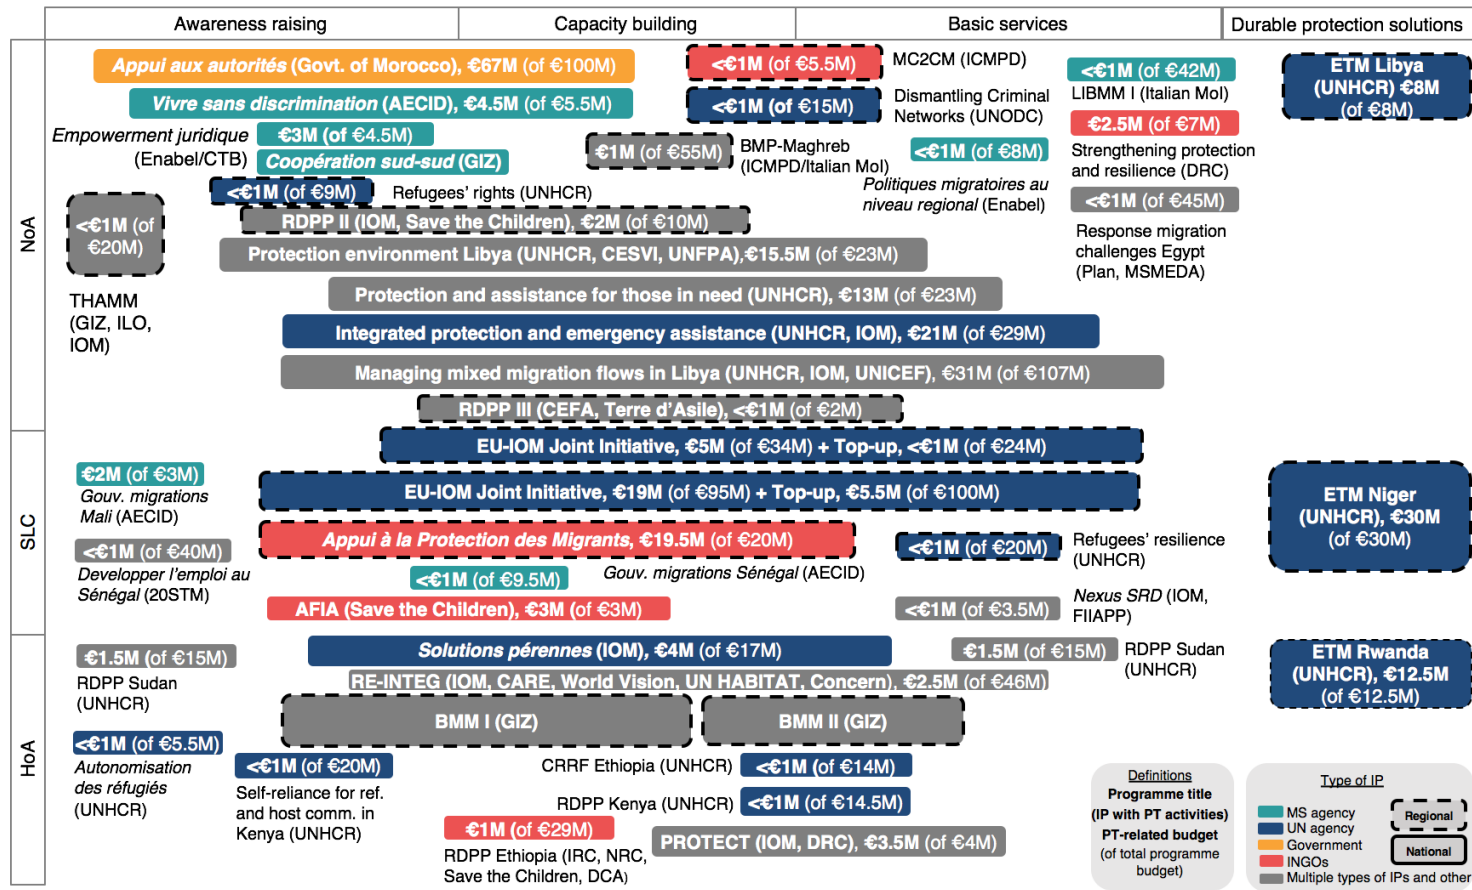 Awareness raising
Capacity building
Basic services
Durable protection solutions
NoA
Appui aux autorités (Govt. of Morocco), €67M (of €100M)
Vivre sans discrimination (AECID), €4.5M (of €5.5M)
Empowerment juridique
(Enabel/CTB)
€3M (of €4.5M)
Coopération sud-sud (GIZ)
<€1M (of €9M)
Refugees’ rights (UNHCR)
<€1M (of €5.5M)
MC2CM (ICMPD)
<€1M (of €15M)
Dismantling Criminal
Networks (UNODC)
€1M (of €55M)
BMP-Maghreb
(ICMPD/Italian MoI)
<€1M (of €8M)
Politiques migratoires au
niveau regional (Enabel)
<€1M (of €42M)
LIBMM I (Italian MoI)
€2.5M (of €7M)
Strengthening protection
and resilience (DRC)
<€1M (of €45M)
Response migration
challenges Egypt
(Plan, MSMEDA)
ETM Libya
(UNHCR) €8M
(of €8M)
<€1M (of
€20M)
THAMM
(GIZ, ILO,
IOM)
RDPP II (IOM, Save the Children), €2M (of €10M)
Protection environment Libya (UNHCR, CESVI, UNFPA),€15.5M (of €23M)
Protection and assistance for those in need (UNHCR), €13M (of €23M)
Integrated protection and emergency assistance (UNHCR, IOM), €21M (of €29M)
Managing mixed migration flows in Libya (UNHCR, IOM, UNICEF), €31M (of €107M)
RDPP III (CEFA, Terre d’Asile), <€1M (of €2M)
SLC
EU-IOM Joint Initiative, €5M (of €34M) + Top-up, <€1M (of €24M)
€2M (of €3M)
Gouv. migrations
Mali (AECID)
EU-IOM Joint Initiative, €19M (of €95M) + Top-up, €5.5M (of €100M)
ETM Niger
(UNHCR), €30M
(of €30M)
<€1M (of €40M)
Developper l’emploi au
Sénégal (20STM)
Appui à la Protection des Migrants, €19.5M (of €20M)
<€1M (of €20M)
Refugees’ resilience
(UNHCR)
<€1M (of €9.5M)
Gouv. migrations Sénégal (AECID)
AFIA (Save the Children), €3M (of €3M)
<€1M (of €3.5M)
Nexus SRD (IOM,
FIIAPP)
HoA
€1.5M (of €15M)
RDPP Sudan
(UNHCR)
Solutions pérennes (IOM), €4M (of €17M)
€1.5M (of €15M)
RDPP Sudan
(UNHCR)
ETM Rwanda
(UNHCR), €12.5M
(of €12.5M)
RE-INTEG (IOM, CARE, World Vision, UN HABITAT, Concern), €2.5M (of €46M)
BMM I (GIZ)
BMM II (GIZ)
<€1M (of €5.5M)
Autonomisation
des réfugiés
(UNHCR)
<€1M (of €20M)
Self-reliance for ref.
and host comm. in
Kenya (UNHCR)
CRRF Ethiopia (UNHCR)
<€1M (of €14M)
RDPP Kenya (UNHCR)
<€1M (of €14.5M)
€1M (of €29M)
RDPP Ethiopia (IRC, NRC,
Save the Children, DCA)
PROTECT (IOM, DRC), €3.5M (of €4M)
Definitions
Programme title
(IP with PT activities)
PT-related budget
(of total programme
budget)
Type of IP
MS agency
UN agency
Government
INGOs
Multiple types of IPs and other
Regional
National